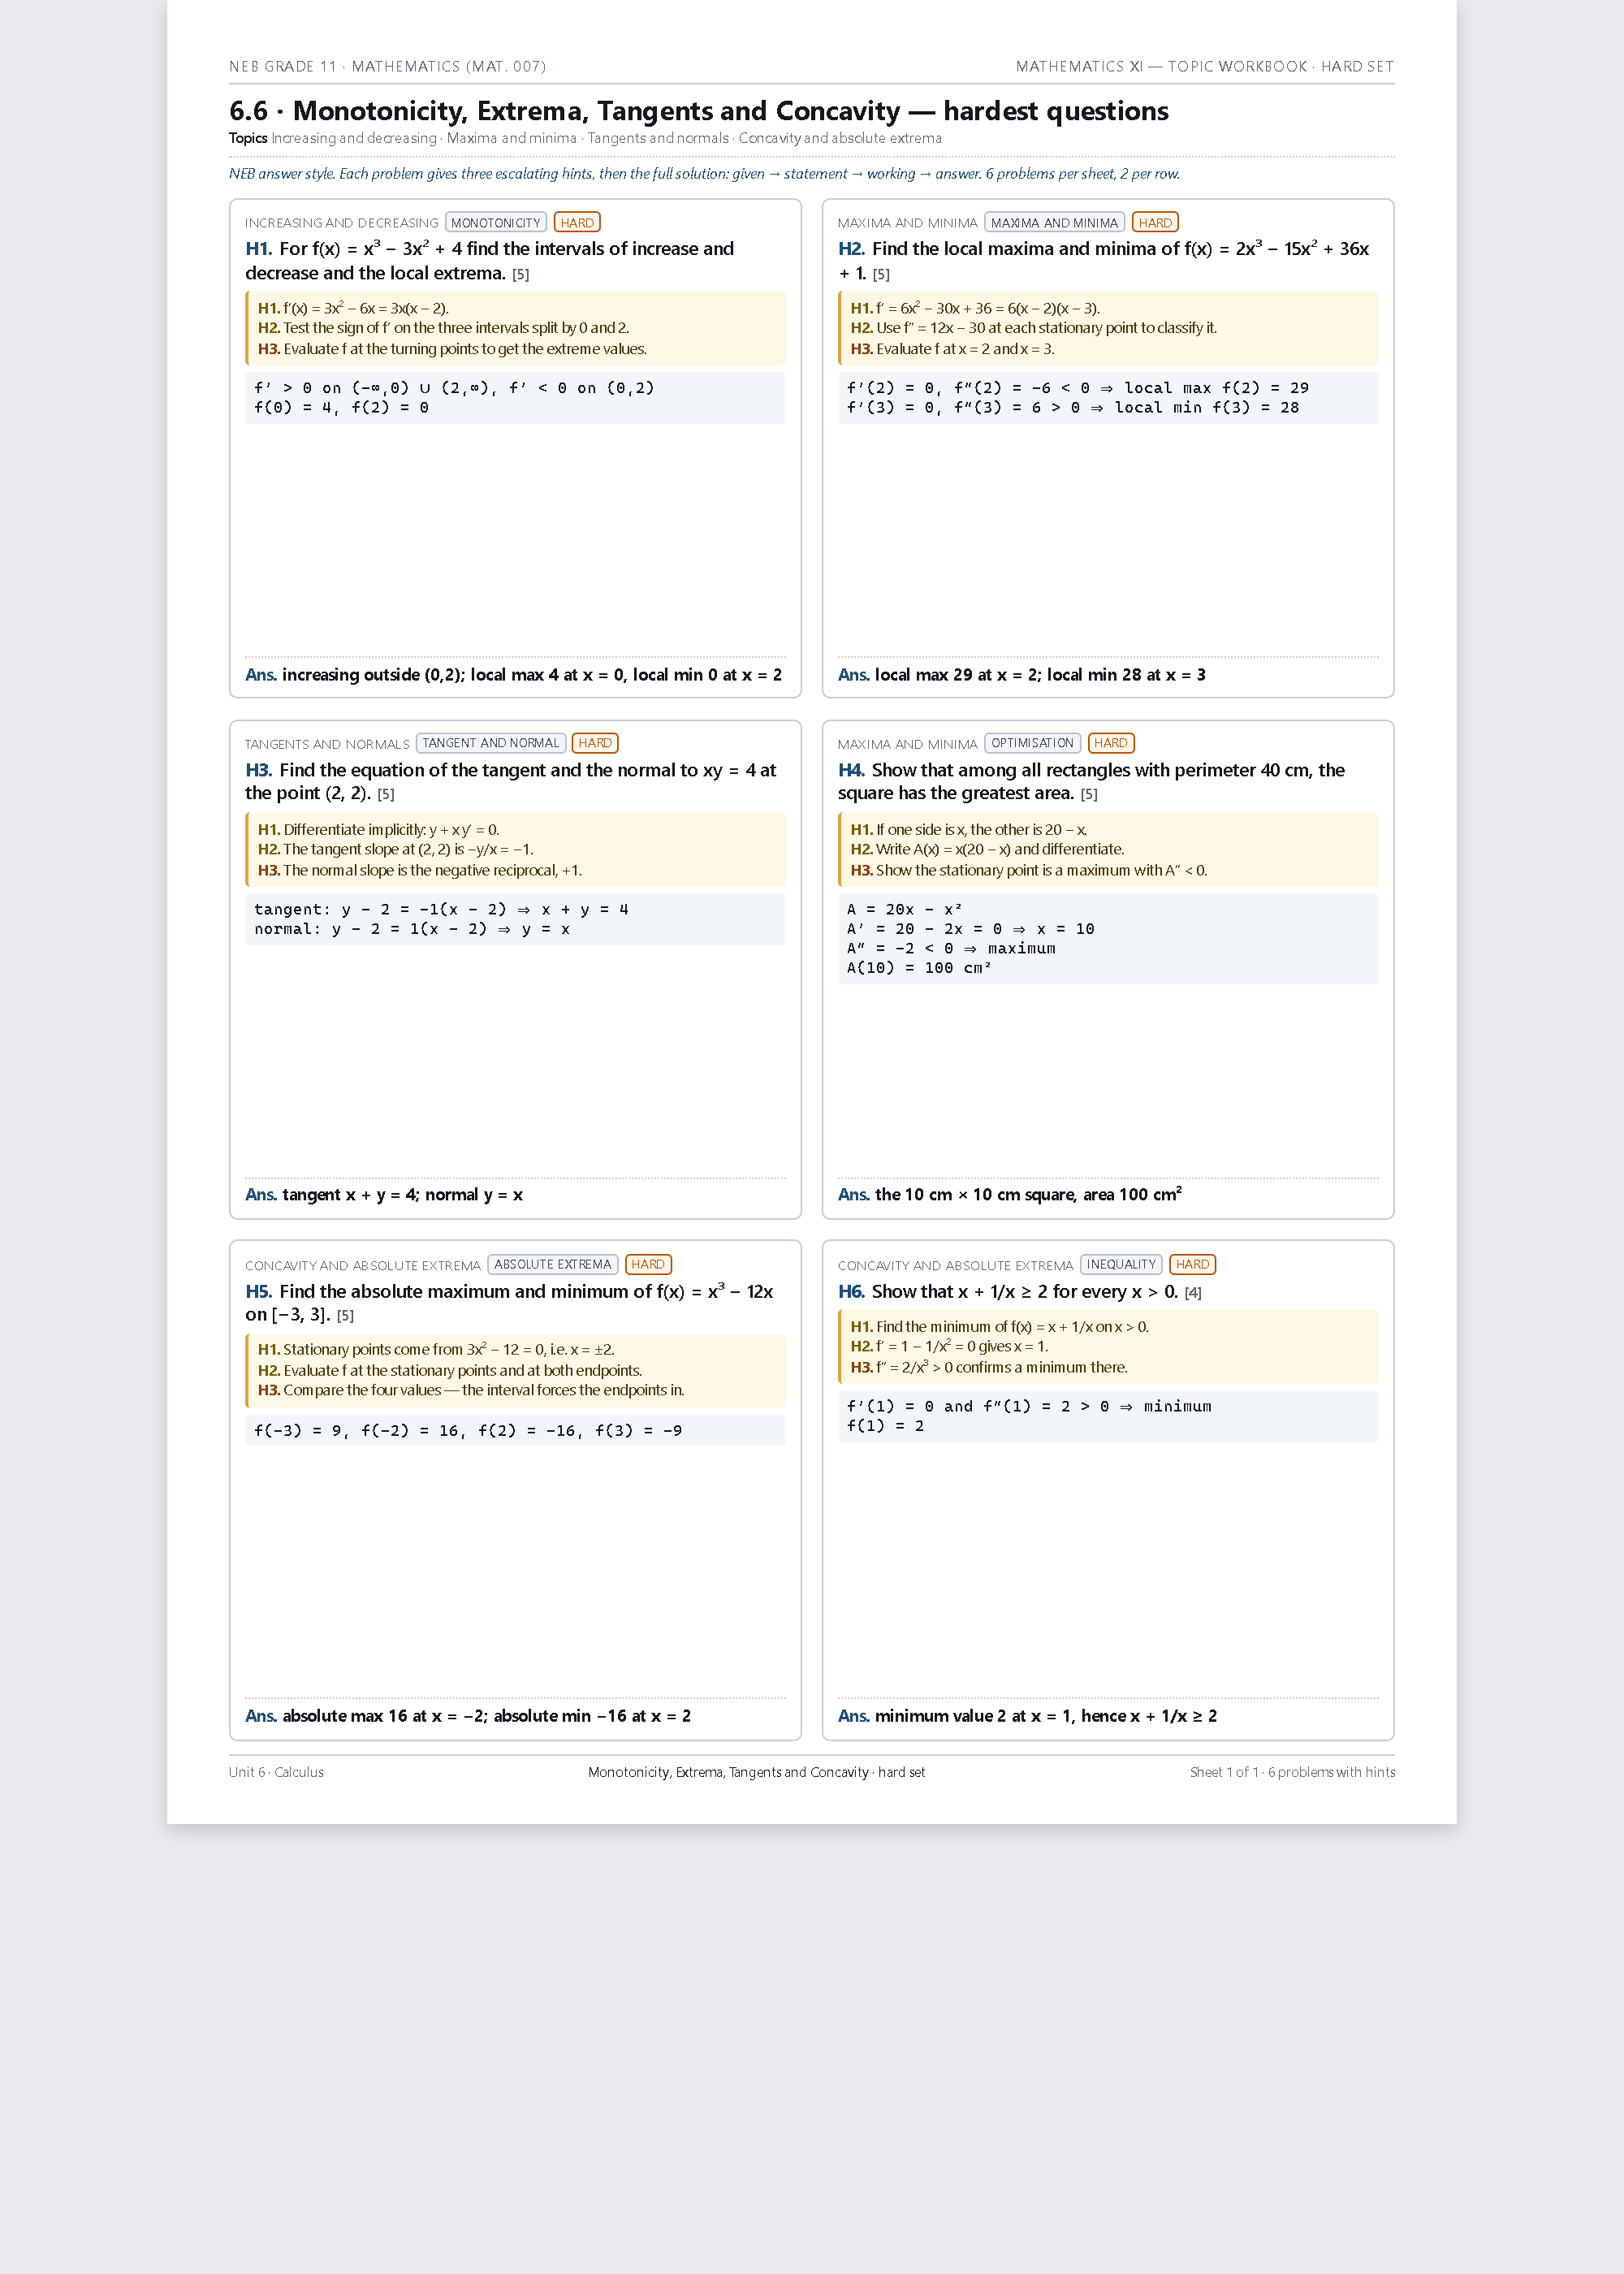 NEB GRADE 11 · MATHEMATICS (MAT. 007)
MATHEMATICS XI — TOPIC WORKBOOK · HARD SET
6.6 · Monotonicity, Extrema, Tangents and Concavity — hardest questions
Topics Increasing and decreasing · Maxima and minima · Tangents and normals · Concavity and absolute extrema
NEB answer style. Each problem gives three escalating hints, then the full solution: given → statement → working → answer. 6 problems per sheet, 2 per row.
INCREASING AND DECREASING MONOTONICITY HARD
H1. For f(x) = x³ − 3x² + 4 find the intervals of increase and
decrease and the local extrema. [5]
H1. f′(x) = 3x² − 6x = 3x(x − 2).
H2. Test the sign of f′ on the three intervals split by 0 and 2.
H3. Evaluate f at the turning points to get the extreme values.
f′ > 0 on (−∞,0) ∪ (2,∞), f′ < 0 on (0,2)
f(0) = 4, f(2) = 0
Ans. increasing outside (0,2); local max 4 at x = 0, local min 0 at x = 2
MAXIMA AND MINIMA MAXIMA AND MINIMA HARD
H2. Find the local maxima and minima of f(x) = 2x³ − 15x² + 36x
+ 1. [5]
H1. f′ = 6x² − 30x + 36 = 6(x − 2)(x − 3).
H2. Use f″ = 12x − 30 at each stationary point to classify it.
H3. Evaluate f at x = 2 and x = 3.
f′(2) = 0, f″(2) = −6 < 0 ⇒ local max f(2) = 29
f′(3) = 0, f″(3) = 6 > 0 ⇒ local min f(3) = 28
Ans. local max 29 at x = 2; local min 28 at x = 3
TANGENTS AND NORMALS TANGENT AND NORMAL HARD
H3. Find the equation of the tangent and the normal to xy = 4 at
the point (2, 2). [5]
H1. Differentiate implicitly: y + x y′ = 0.
H2. The tangent slope at (2, 2) is −y/x = −1.
H3. The normal slope is the negative reciprocal, +1.
tangent: y − 2 = −1(x − 2) ⇒ x + y = 4
normal: y − 2 = 1(x − 2) ⇒ y = x
Ans. tangent x + y = 4; normal y = x
MAXIMA AND MINIMA OPTIMISATION HARD
H4. Show that among all rectangles with perimeter 40 cm, the
square has the greatest area. [5]
H1. If one side is x, the other is 20 − x.
H2. Write A(x) = x(20 − x) and differentiate.
H3. Show the stationary point is a maximum with A″ < 0.
A = 20x − x²
A′ = 20 − 2x = 0 ⇒ x = 10
A″ = −2 < 0 ⇒ maximum
A(10) = 100 cm²
Ans. the 10 cm × 10 cm square, area 100 cm²
CONCAVITY AND ABSOLUTE EXTREMA ABSOLUTE EXTREMA HARD
H5. Find the absolute maximum and minimum of f(x) = x³ − 12x
on [−3, 3]. [5]
H1. Stationary points come from 3x² − 12 = 0, i.e. x = ±2.
H2. Evaluate f at the stationary points and at both endpoints.
H3. Compare the four values — the interval forces the endpoints in.
f(−3) = 9, f(−2) = 16, f(2) = −16, f(3) = −9
Ans. absolute max 16 at x = −2; absolute min −16 at x = 2
CONCAVITY AND ABSOLUTE EXTREMA INEQUALITY HARD
H6. Show that x + 1/x ≥ 2 for every x > 0. [4]
H1. Find the minimum of f(x) = x + 1/x on x > 0.
H2. f′ = 1 − 1/x² = 0 gives x = 1.
H3. f″ = 2/x³ > 0 confirms a minimum there.
f′(1) = 0 and f″(1) = 2 > 0 ⇒ minimum
f(1) = 2
Ans. minimum value 2 at x = 1, hence x + 1/x ≥ 2
Unit 6 · Calculus
Monotonicity, Extrema, Tangents and Concavity · hard set
Sheet 1 of 1 · 6 problems with hints